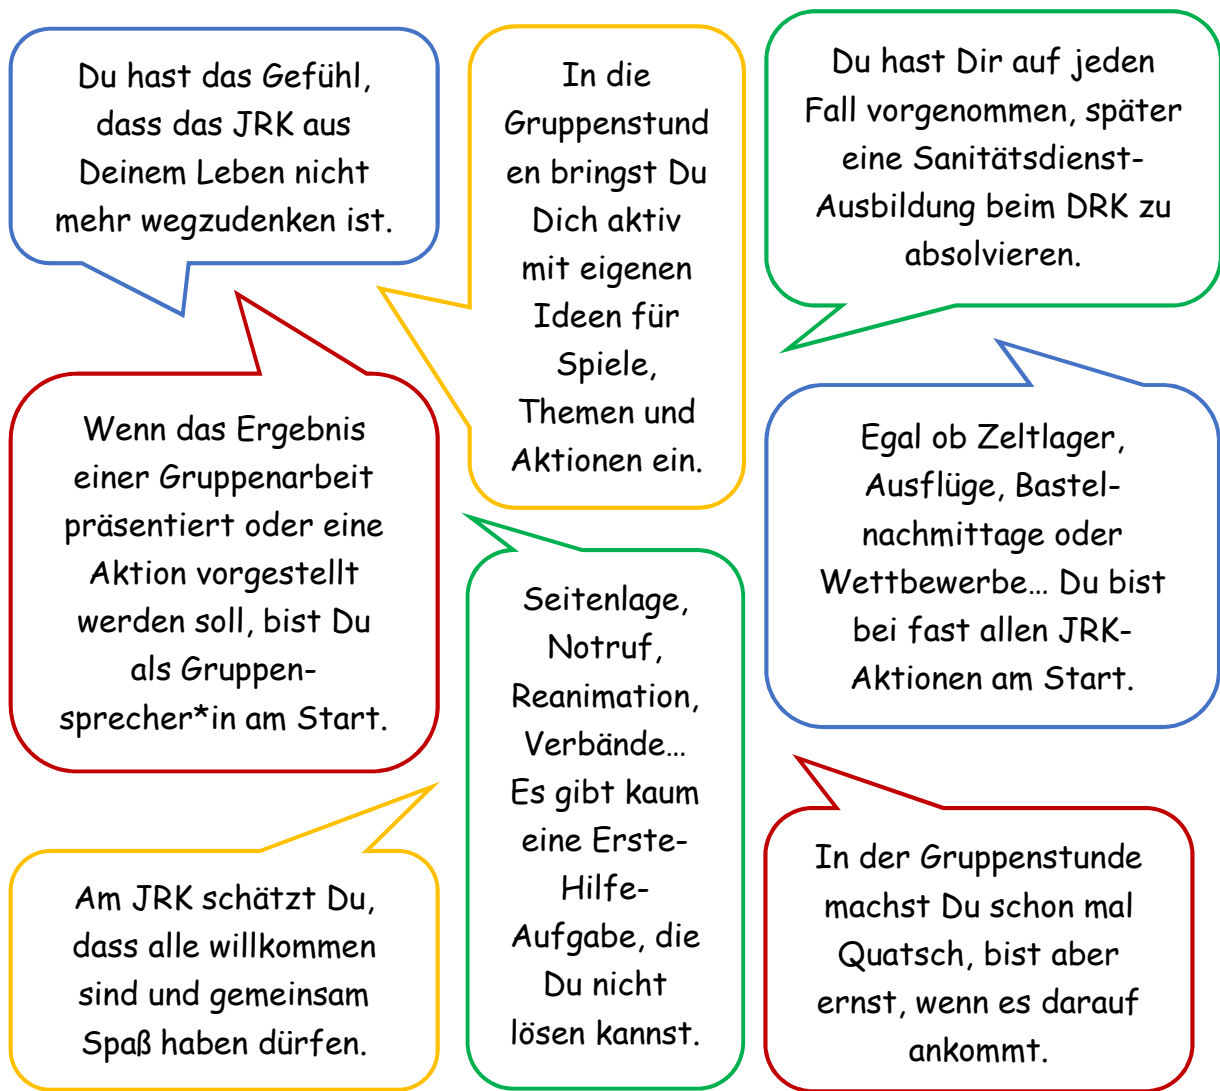 Du hast das Gefühl,
dass das JRK aus
Deinem Leben nicht
mehr wegzudenken ist.
In die
Gruppenstund
en bringst Du
Dich aktiv
mit eigenen
Ideen für
Spiele,
Themen und
Aktionen ein.
Du hast Dir auf jeden
Fall vorgenommen, später
eine Sanitätsdienst-
Ausbildung beim DRK zu
absolvieren.
Wenn das Ergebnis
einer Gruppenarbeit
präsentiert oder eine
Aktion vorgestellt
werden soll, bist Du
als Gruppen-
sprecher*in am Start.
Seitenlage,
Notruf,
Reanimation,
Verbände…
Es gibt kaum
eine Erste-
Hilfe-
Aufgabe, die
Du nicht
lösen kannst.
Egal ob Zeltlager,
Ausflüge, Bastel-
nachmittage oder
Wettbewerbe… Du bist
bei fast allen JRK-
Aktionen am Start.
Am JRK schätzt Du,
dass alle willkommen
sind und gemeinsam
Spaß haben dürfen.
In der Gruppenstunde
machst Du schon mal
Quatsch, bist aber
ernst, wenn es darauf
ankommt.